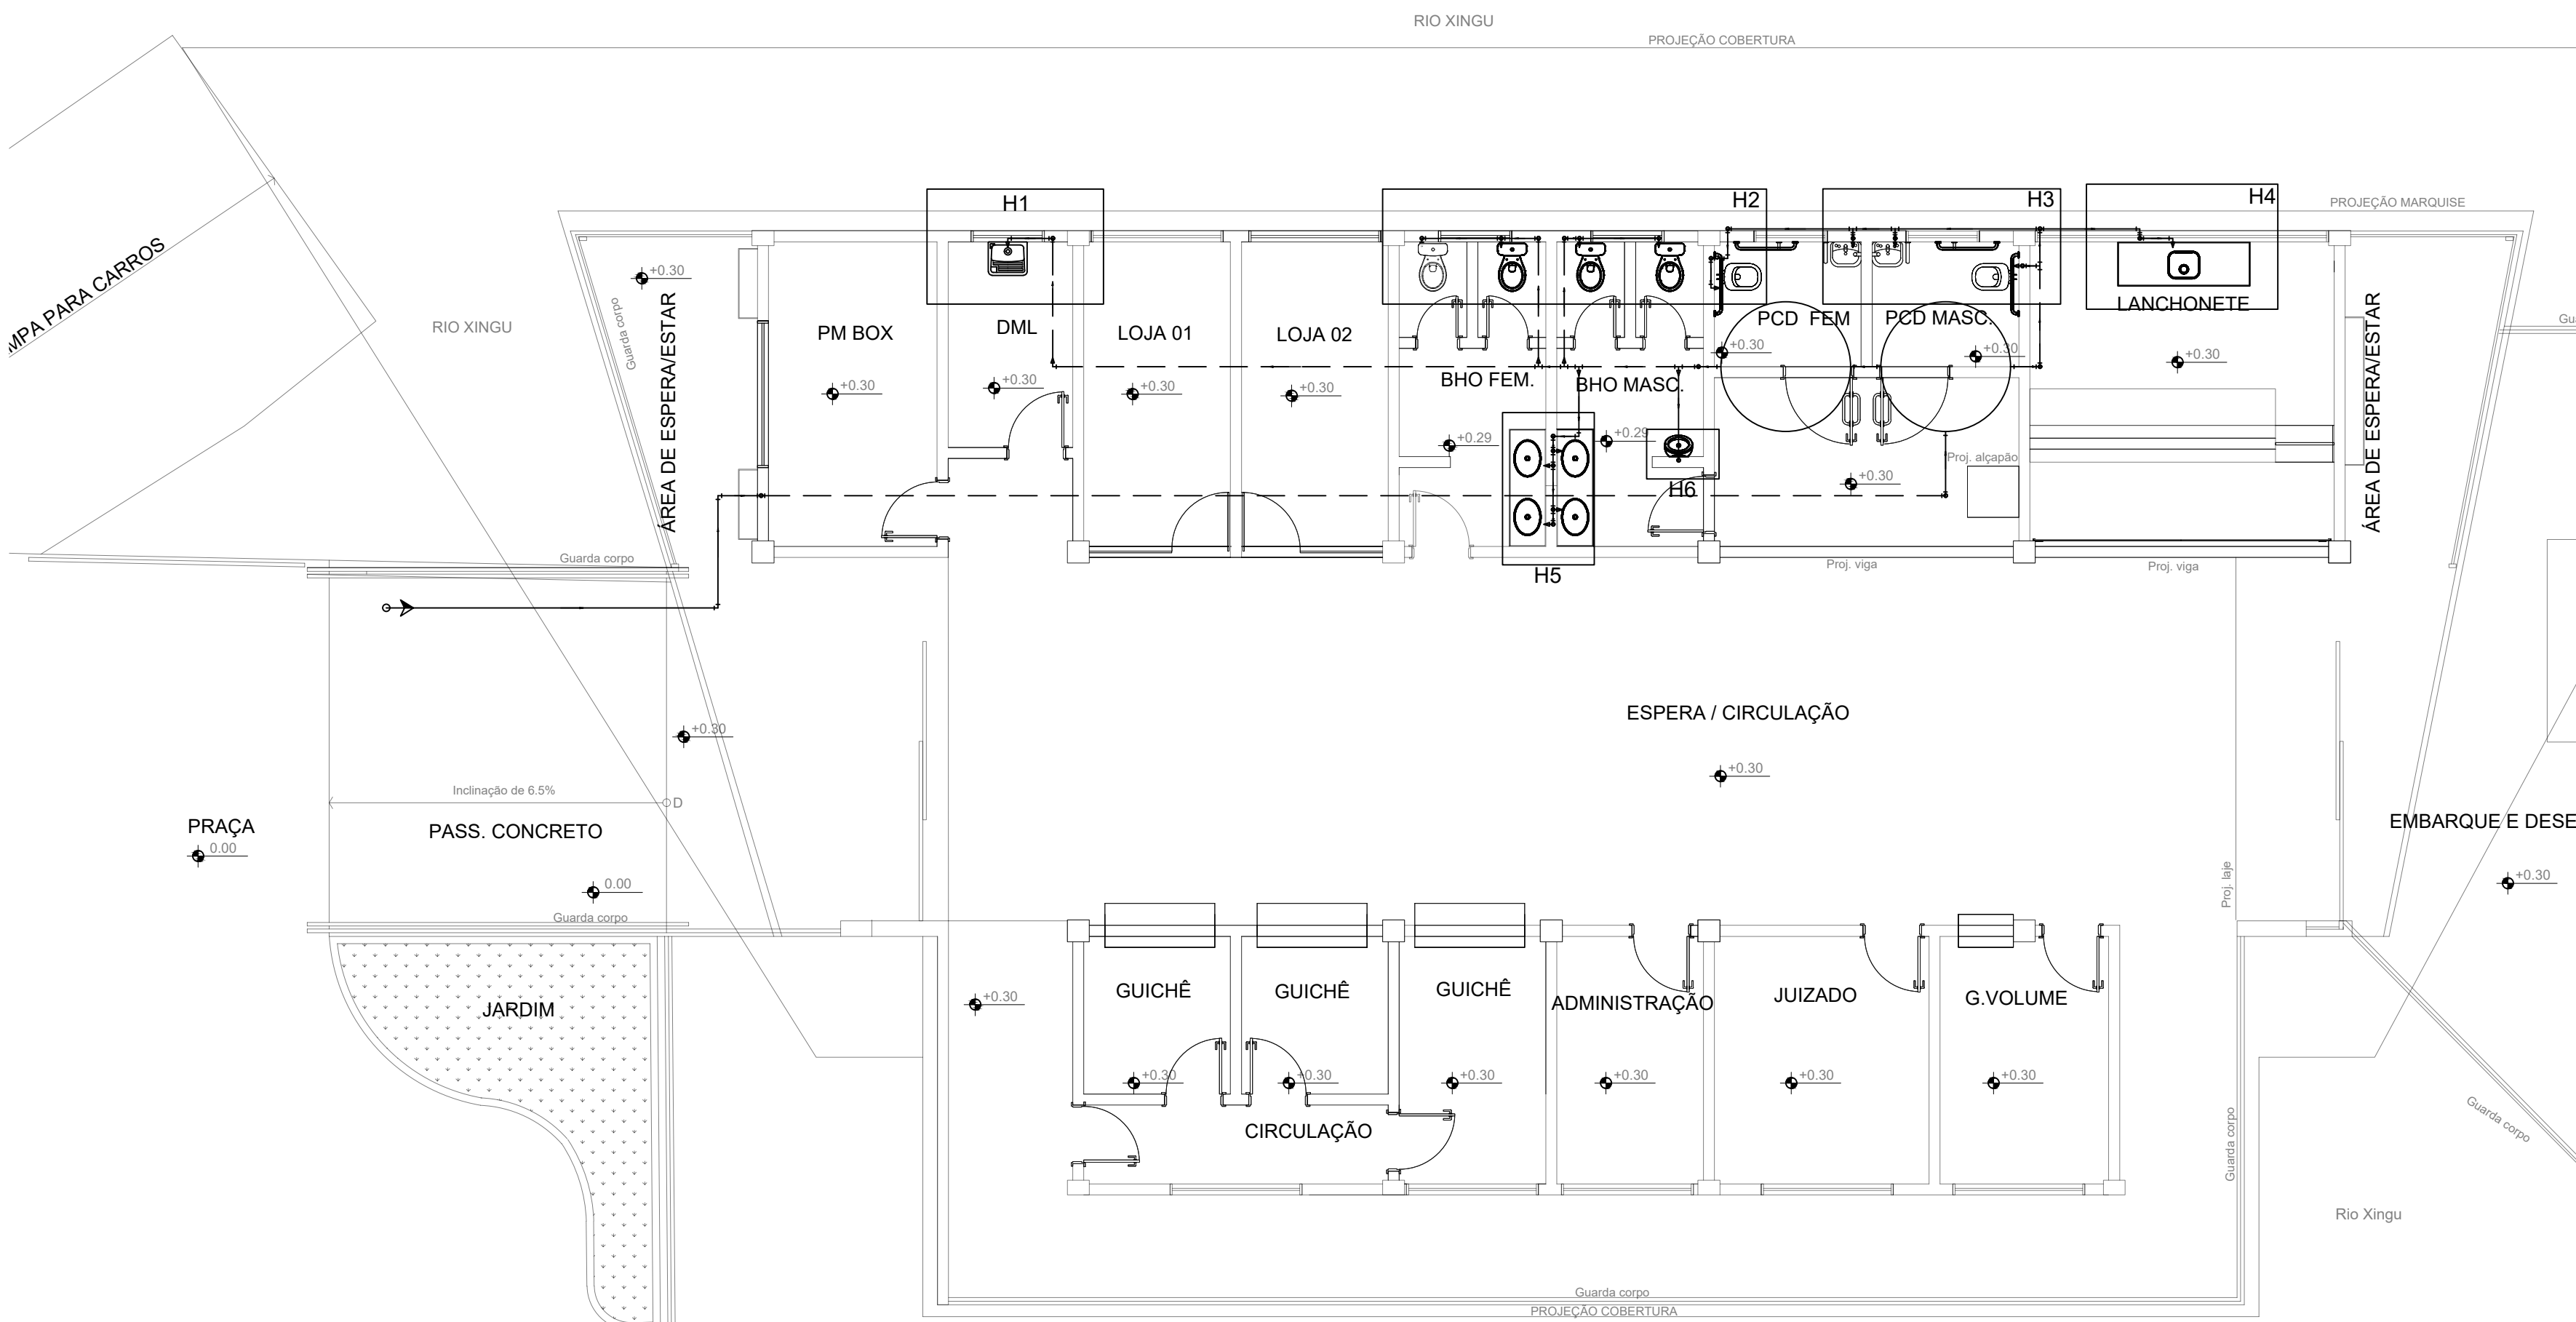 RIO XINGU
PROJEÇÃO COBERTURA
H1
H2
H3
H4
PROJEÇÃO MARQUISE
MPA PARA CARROS
RIO XINGU
Guarda corpo
+0.30
ÁREA DE ESPERA/ESTAR
PM BOX
+0.30
DML
+0.30
LOJA 01
+0.30
LOJA 02
+0.30
BHO FEM.
+0.29
BHO MASC.
+0.29
PCD FEM
+0.30
PCD MASC.
+0.30
LANCHONETE
+0.30
ÁREA DE ESPERA/ESTAR
Proj. alçapão
+0.30
H6
H5
Guarda corpo
Proj. viga
Proj. viga
+0.30
ESPERA / CIRCULAÇÃO
+0.30
Inclinação de 6.5%
D
PRAÇA
0.00
PASS. CONCRETO
0.00
EMBARQUE E DESE
+0.30
Proj. laje
Guarda corpo
JARDIM
+0.30
GUICHÊ
GUICHÊ
GUICHÊ
ADMINISTRAÇÃO
JUIZADO
G.VOLUME
+0.30
+0.30
+0.30
+0.30
+0.30
+0.30
CIRCULAÇÃO
Guarda corpo
Guarda corpo
Rio Xingu
Guarda corpo
PROJEÇÃO COBERTURA